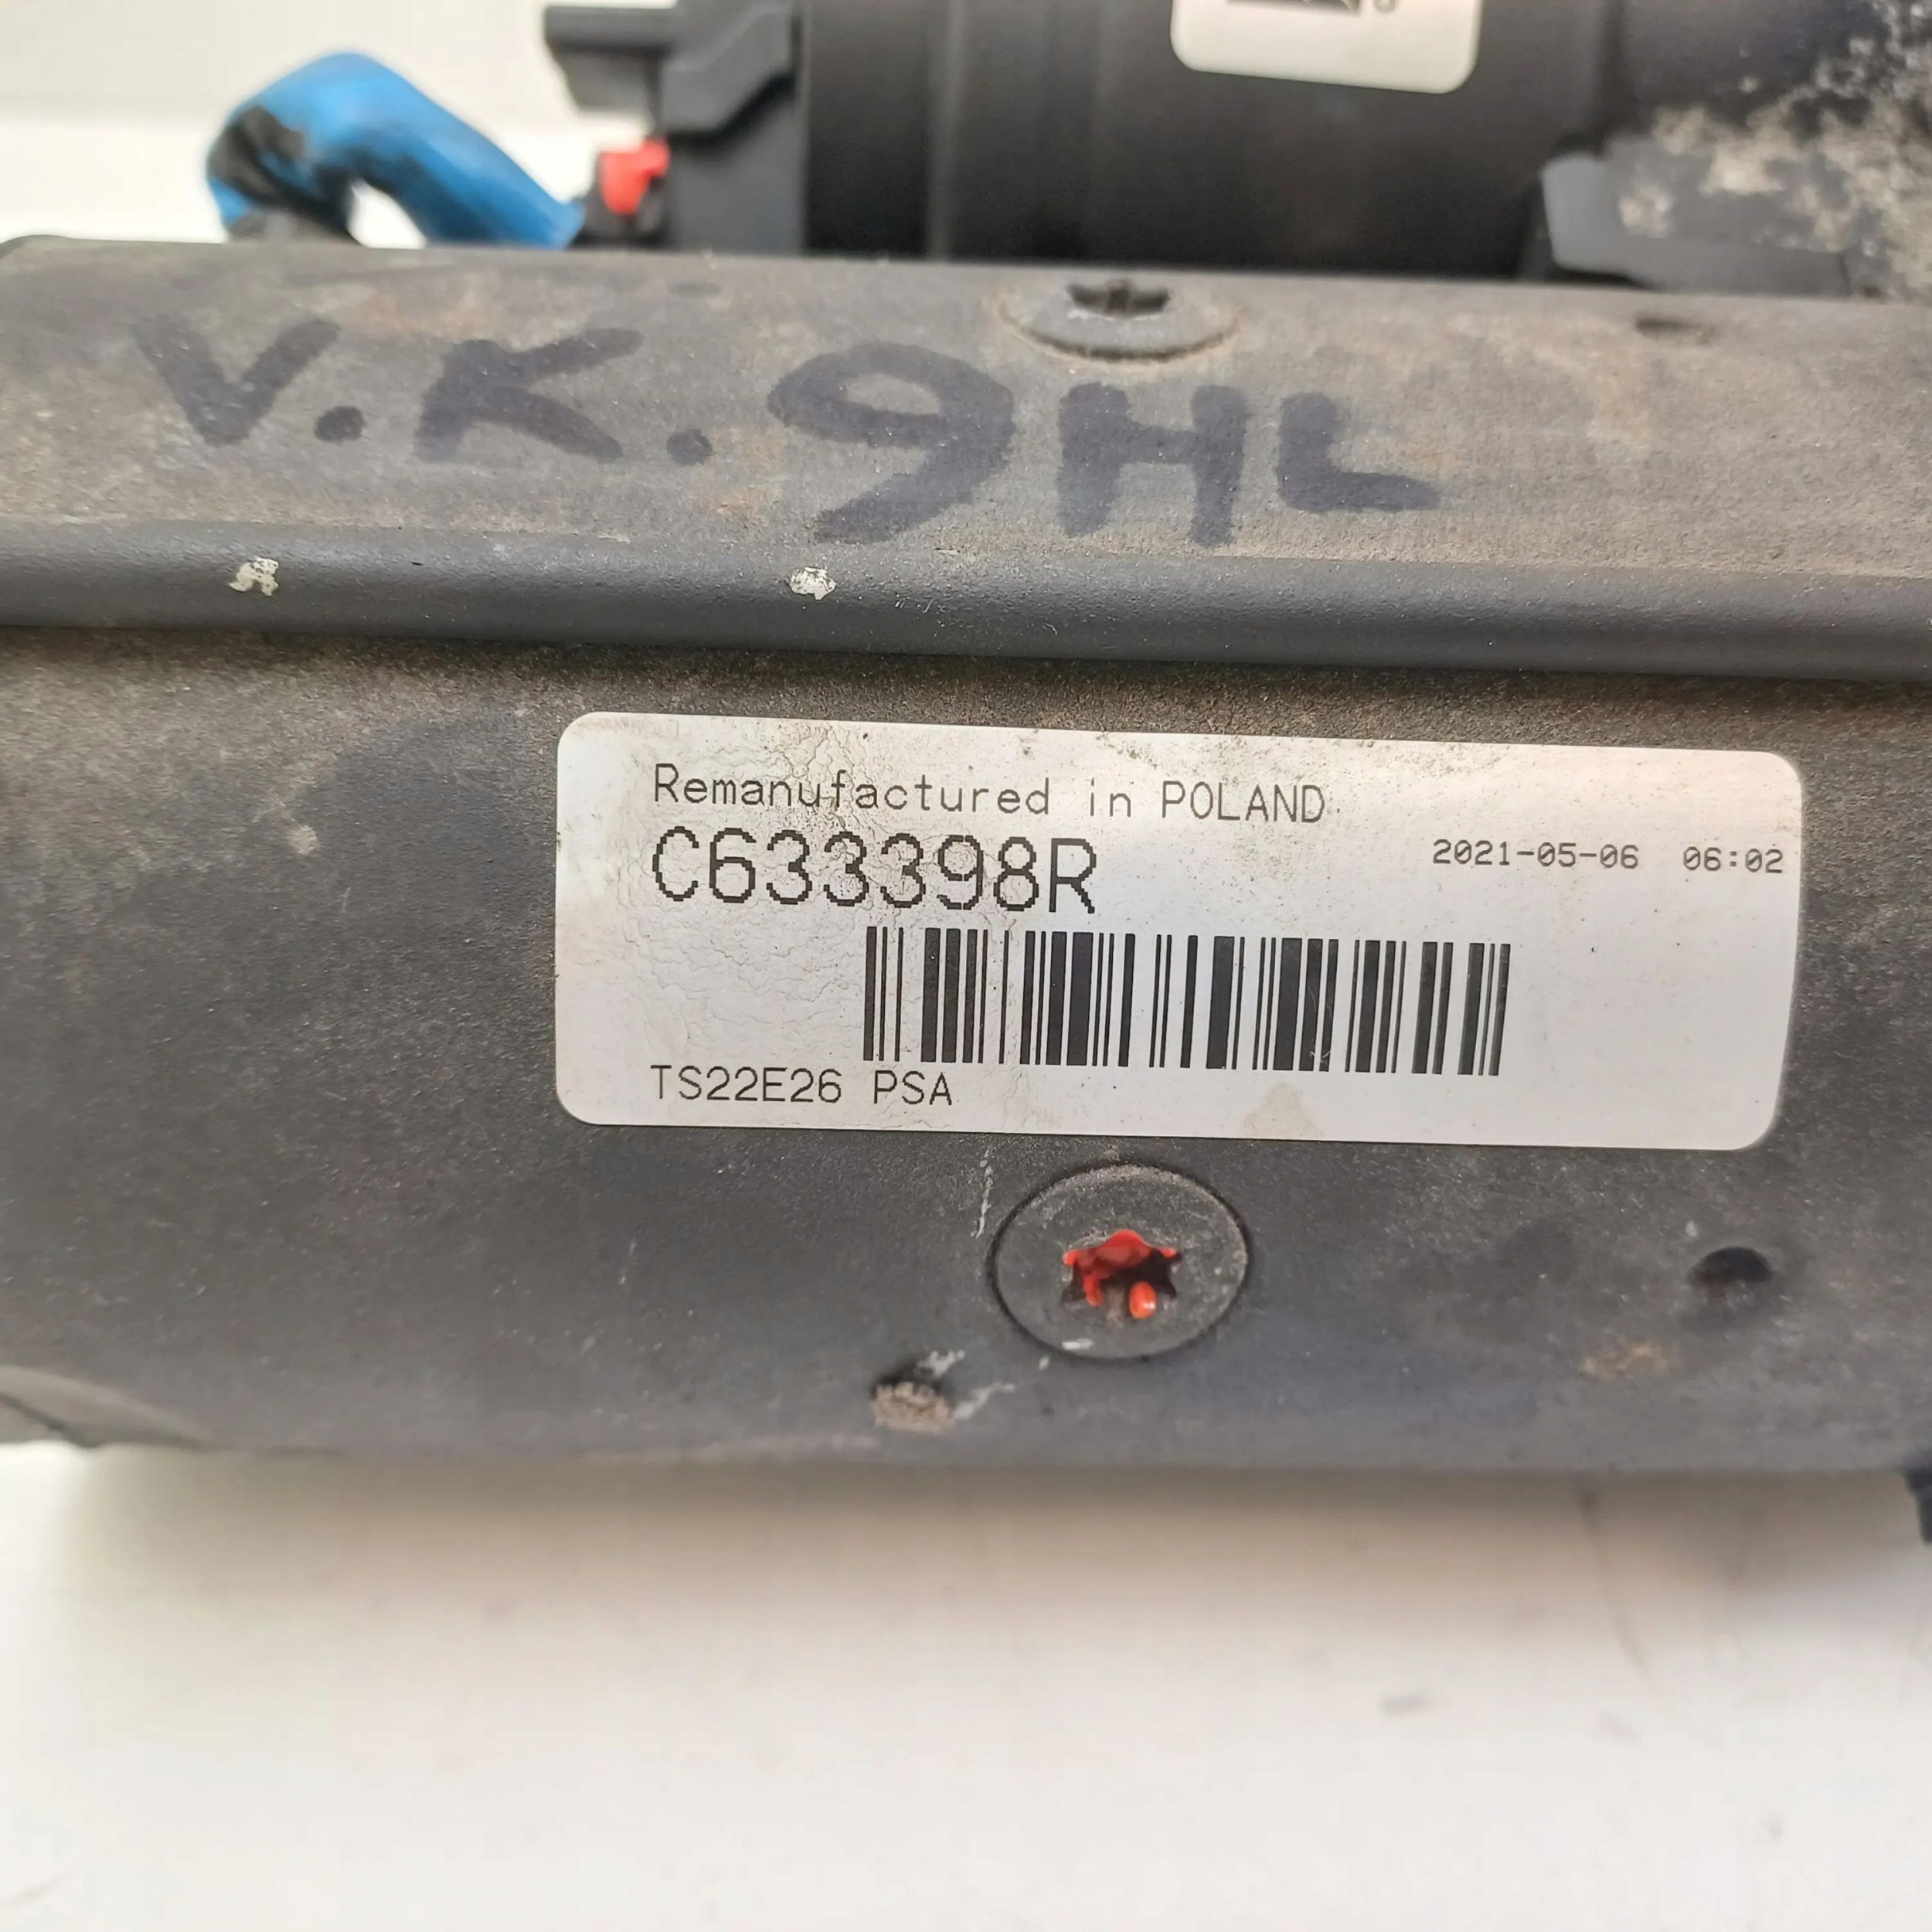 V.K. 9HL
Remanufactured in POLAND
C633398R 2021-05-06 06:02
TS22E26 PSA